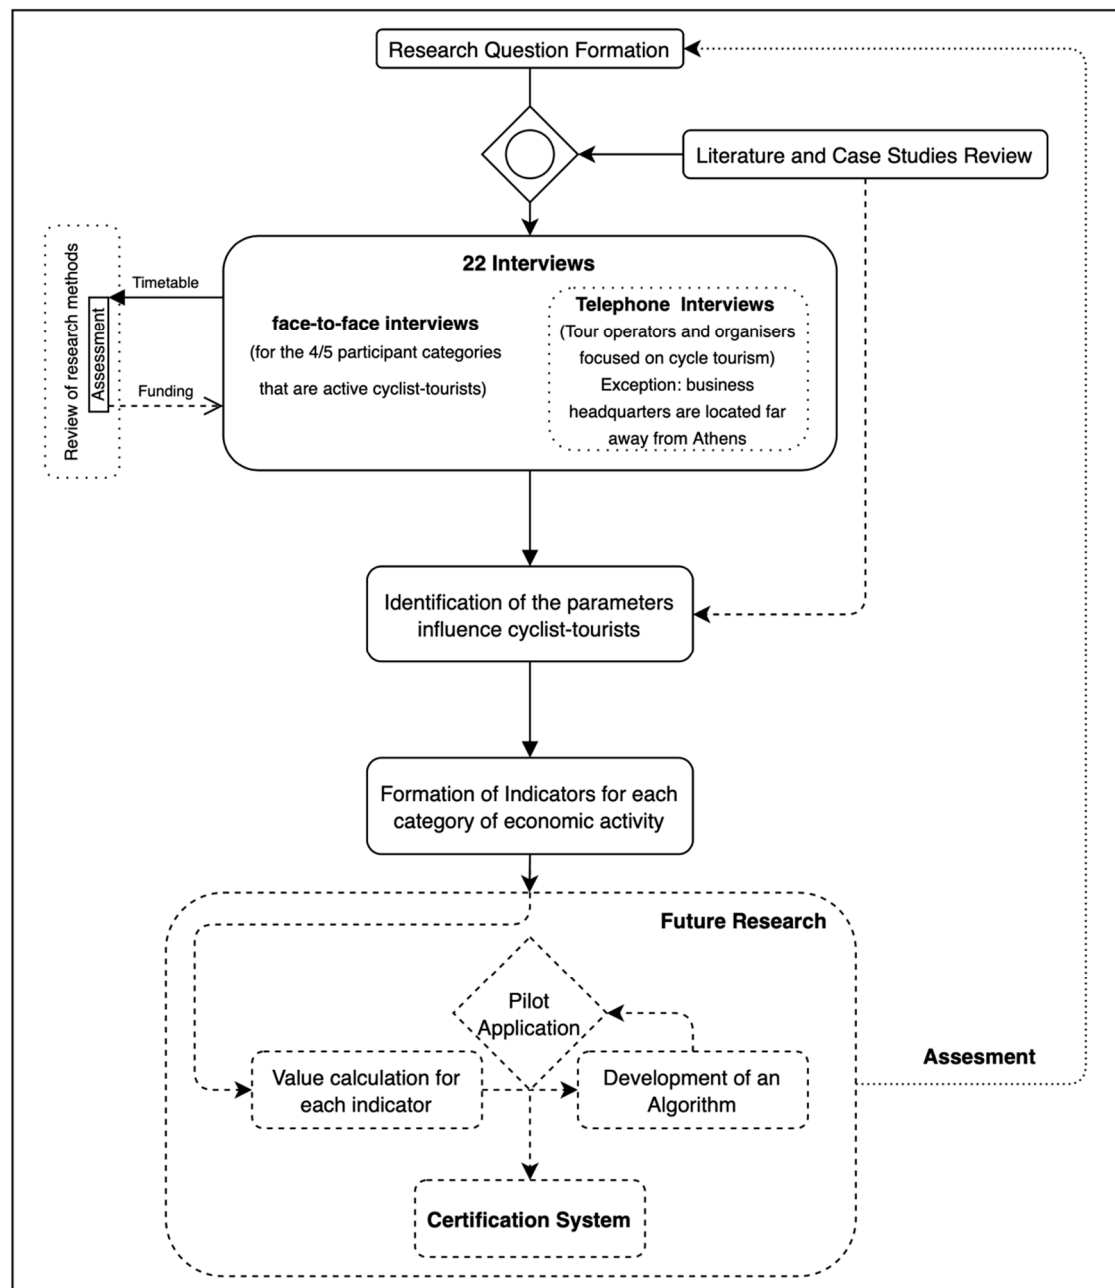 Research Question Formation
Literature and Case Studies Review
22 Interviews
Review of research methods
Assessment
Timetable
Funding
face-to-face interviews
(for the 4/5 participant categories
that are active cyclist-tourists)
Telephone Interviews
(Tour operators and organisers
focused on cycle tourism)
Exception: business
headquarters are located far
away from Athens
Identification of the parameters
influence cyclist-tourists
Formation of Indicators for each
category of economic activity
Future Research
Pilot
Application
Assesment
Value calculation for
each indicator
Development of an
Algorithm
Certification System